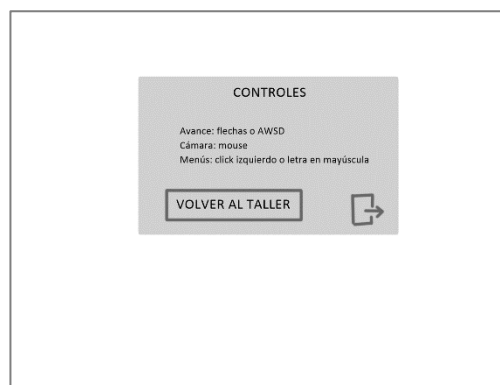 CONTROLES
Avance: flechas o AWSD
Cámara: mouse
Menús: click izquierdo o letra en mayúscula
VOLVER AL TALLER